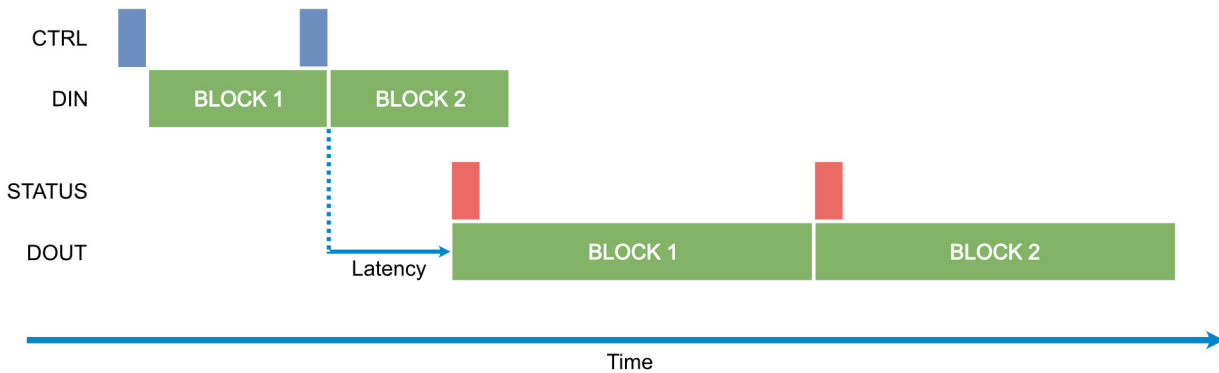 CTRL
DIN
BLOCK 1
BLOCK 2
STATUS
DOUT
BLOCK 1
BLOCK 2
Latency
Time